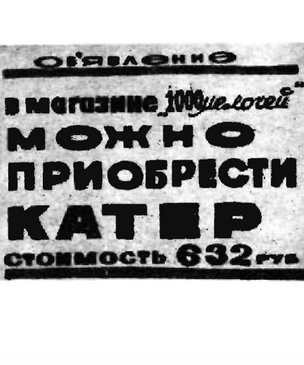 Объявление
в магазине „1000 мелочей"
МОЖНО
ПРИОБРЕСТИ
КАТЕР
стоимость 632 руб